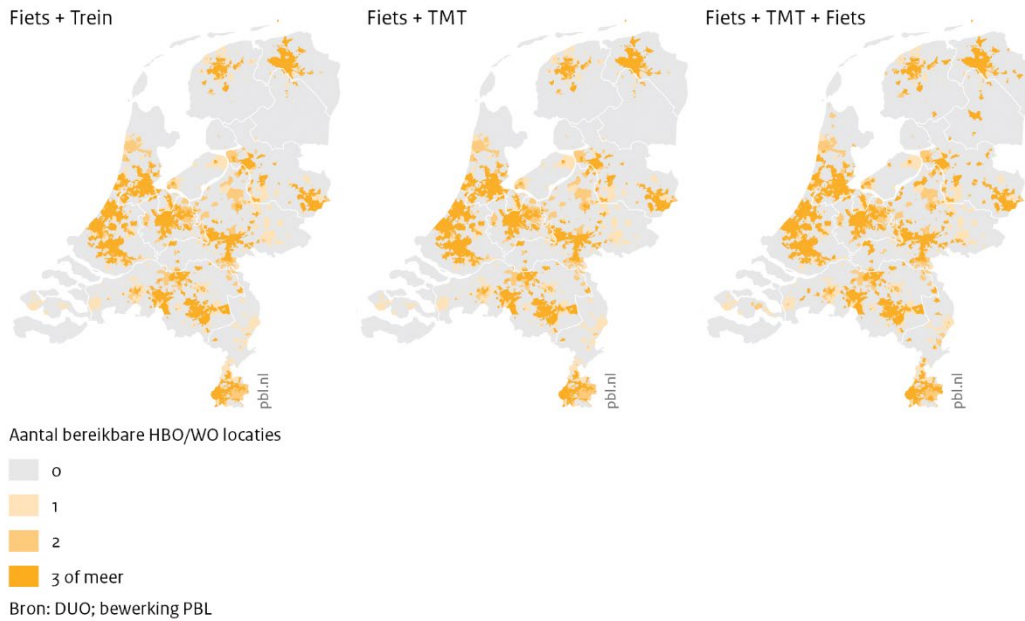 Fiets + Trein
Fiets + TMT
Fiets + TMT + Fiets
pbl.nl
pbl.nl
pbl.nl
Aantal bereikbare HBO/WO locaties
0
1
2
3 of meer
Bron: DUO; bewerking PBL